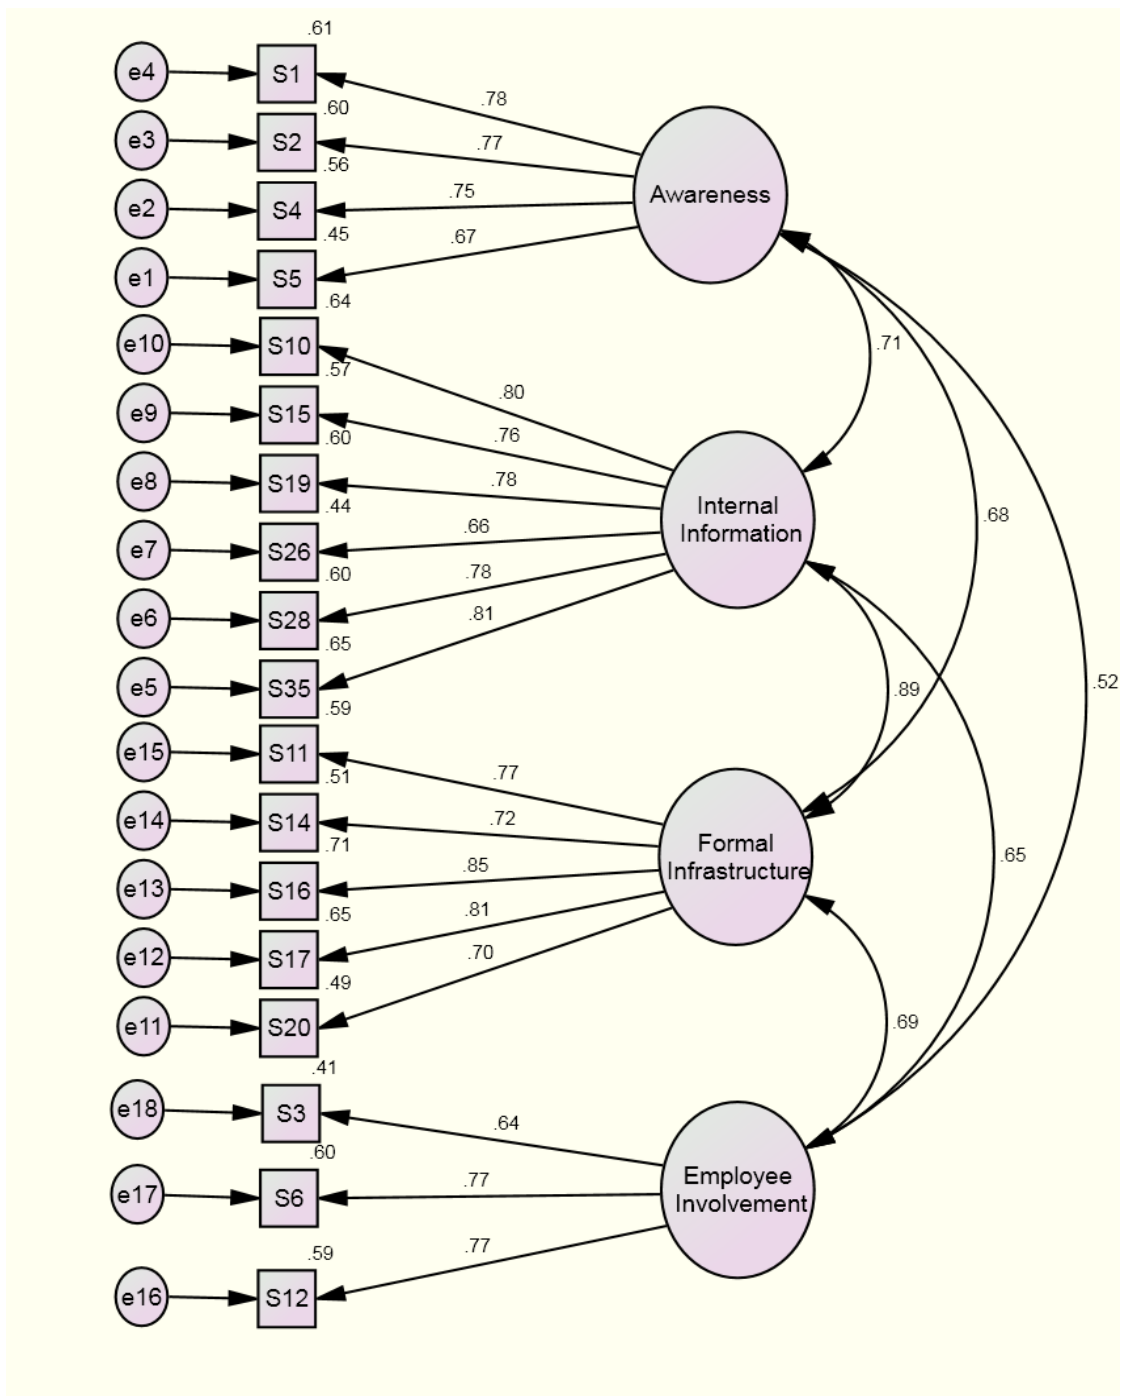 .61
e4
S1
.78
.60
e3
S2
.77
.56
e2
S4
.75
Awareness
.45
e1
S5
.67
.64
e10
S10
.71
.57
.80
e9
S15
.76
.60
e8
S19
.78
Internal
Information
.44
.68
e7
S26
.66
.60
e6
S28
.78
.65
.81
e5
S35
.89
.52
.59
e15
S11
.77
.51
e14
S14
.72
.71
Formal
Infrastructure
e13
S16
.85
.65
.65
e12
S17
.81
.49
e11
S20
.70
.69
.41
e18
S3
.64
.60
e17
S6
.77
Employee
Involvement
.59
e16
S12
.77